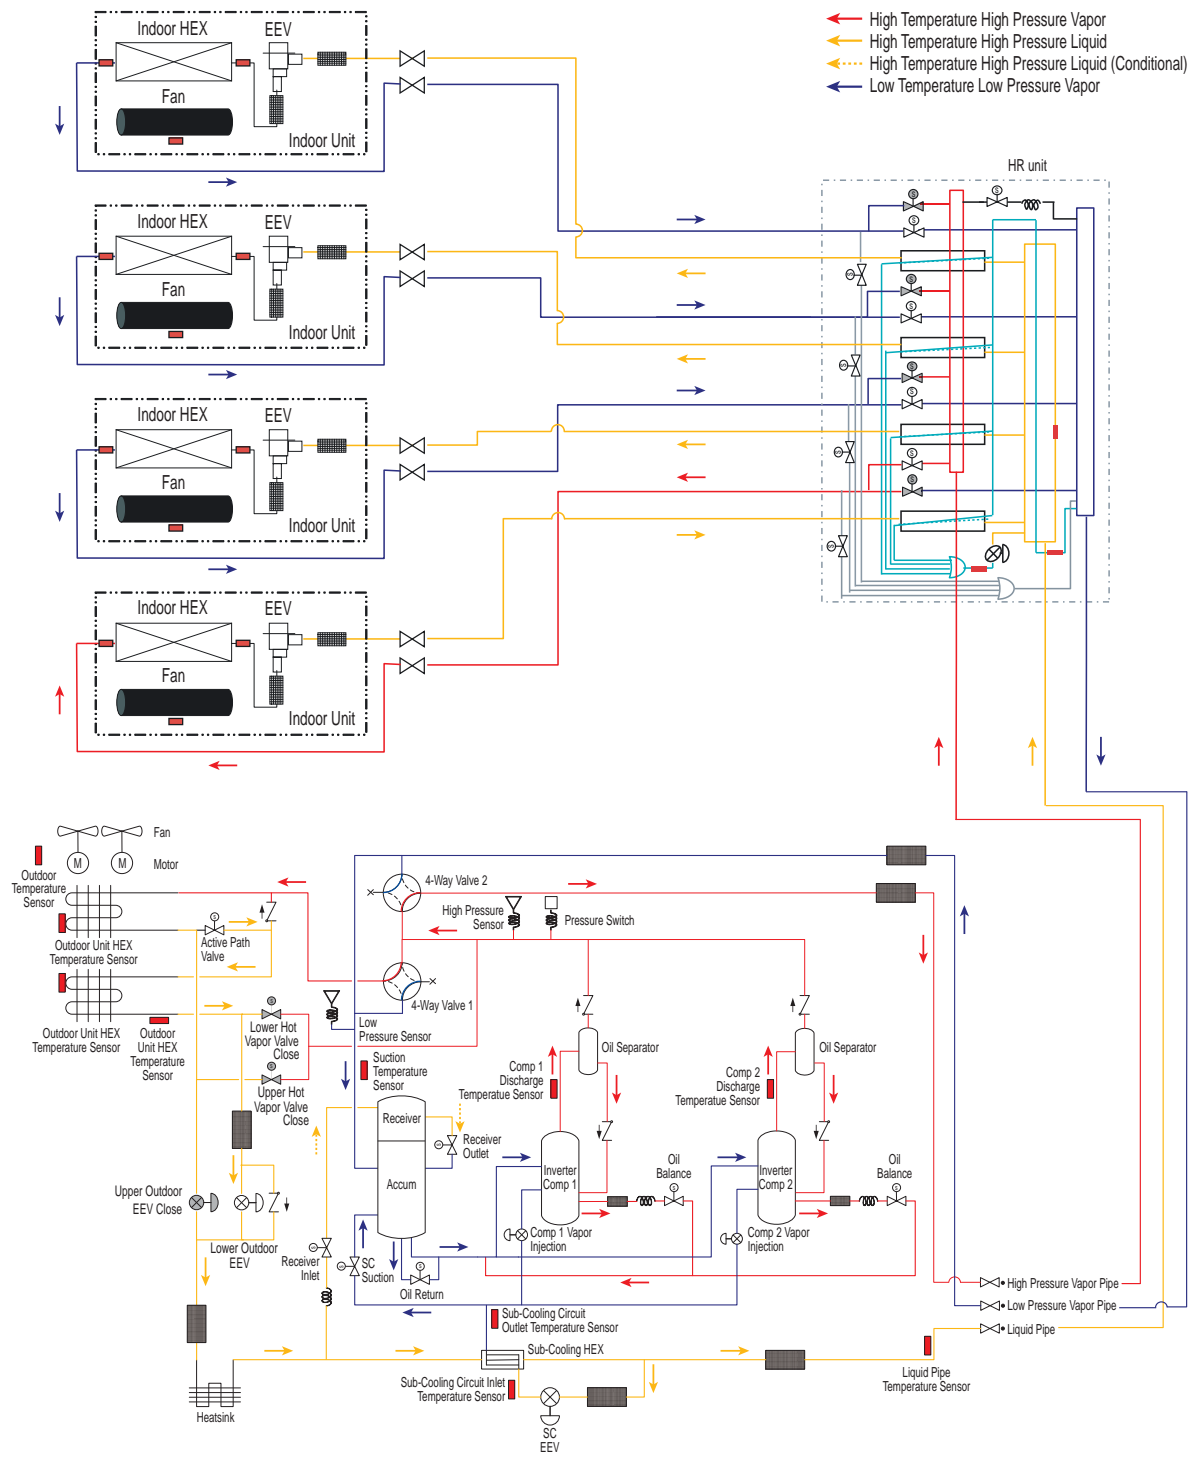 High Temperature High Pressure Vapor
High Temperature High Pressure Liquid
High Temperature High Pressure Liquid (Conditional)
Low Temperature Low Pressure Vapor
Indoor HEX
EEV
Fan
Indoor Unit
HR unit
S
S
S
Indoor HEX
EEV
Fan
Indoor Unit
S
S
S
Indoor HEX
EEV
Fan
Indoor Unit
S
S
S
S
S
S
S
Indoor HEX
EEV
Fan
Indoor Unit
Fan
M
M
Motor
Outdoor
Temperature
Sensor
S
Active Path
Valve
Outdoor Unit HEX
Temperature Sensor
4-Way Valve 2
High Pressure
Sensor
Pressure Switch
4-Way Valve 1
Outdoor Unit HEX
Temperature Sensor
Outdoor
Unit HEX
Temperature
Sensor
S
Lower Hot
Vapor Valve
Close
S
Upper Hot
Vapor Valve
Close
Low
Pressure Sensor
Suction
Temperature
Sensor
Oil Separator
Oil Separator
Comp 1
Discharge
Temperatue Sensor
Comp 2
Discharge
Temperatue Sensor
Receiver
S
Receiver
Outlet
Accum
Inverter
Comp 1
Oil
Balance
S
Inverter
Comp 2
Oil
Balance
S
Upper Outdoor
EEV Close
Lower Outdoor
EEV
Receiver
Inlet
S
S
SC
Suction
S
Oil Return
Comp 1 Vapor
Injection
Comp 2 Vapor
Injection
High Pressure Vapor Pipe
Low Pressure Vapor Pipe
Liquid Pipe
Sub-Cooling Circuit
Outlet Temperature Sensor
Sub-Cooling HEX
Sub-Cooling Circuit Inlet
Temperature Sensor
SC
EEV
Liquid Pipe
Temperature Sensor
Heatsink